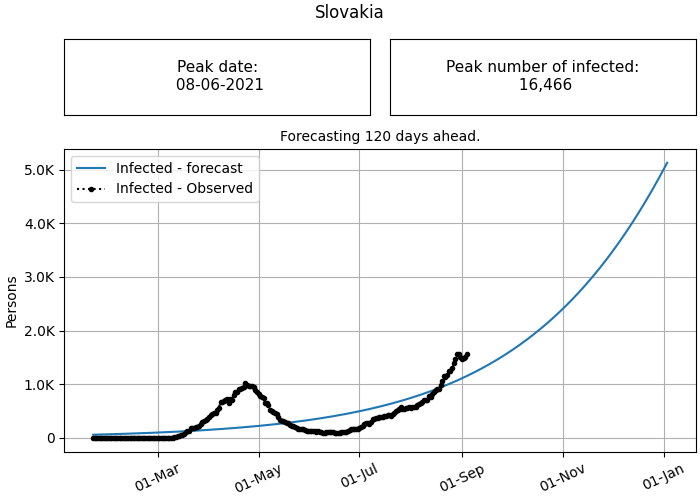 Slovakia
Peak date:
08-06-2021
Peak number of infected:
16,466
Forecasting 120 days ahead.
Infected - forecast
Infected - Observed
5.0K
4.0K
3.0K
2.0K
1.0K
0
Persons
01-Mar
01-May
01-Jul
01-Sep
01-Nov
01-Jan